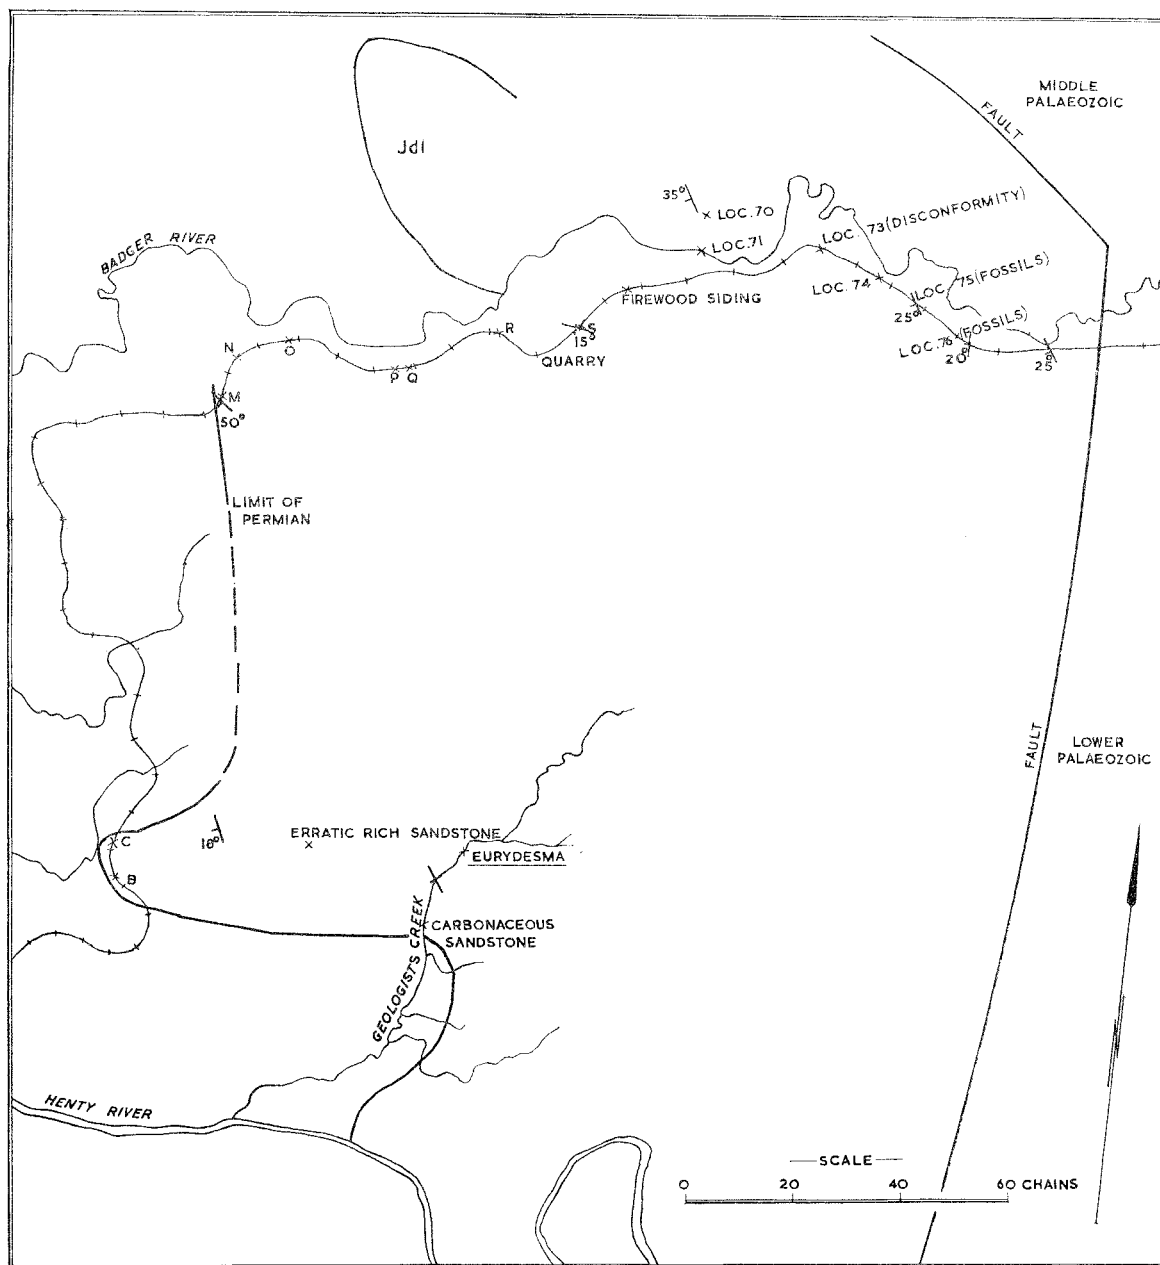 MIDDLE
PALAEOZOIC
FAULT
Jdl
35°
LOC. 70
LOC. 71
LOC. 73 (DISCONFORMITY)
BADGER RIVER
LOC. 74
LOC. 75 (FOSSILS)
25°
FIREWOOD SIDING
LOC. 76 (FOSSILS)
20°
25°
N
O
R
S
15°
QUARRY
P Q
M
50°
LIMIT OF
PERMIAN
FAULT
LOWER
PALAEOZOIC
C
10°
ERRATIC RICH SANDSTONE
EURYDESMA
B
CARBONACEOUS
SANDSTONE
GEOLOGISTS CREEK
HENTY RIVER
SCALE
0 20 40 60 CHAINS